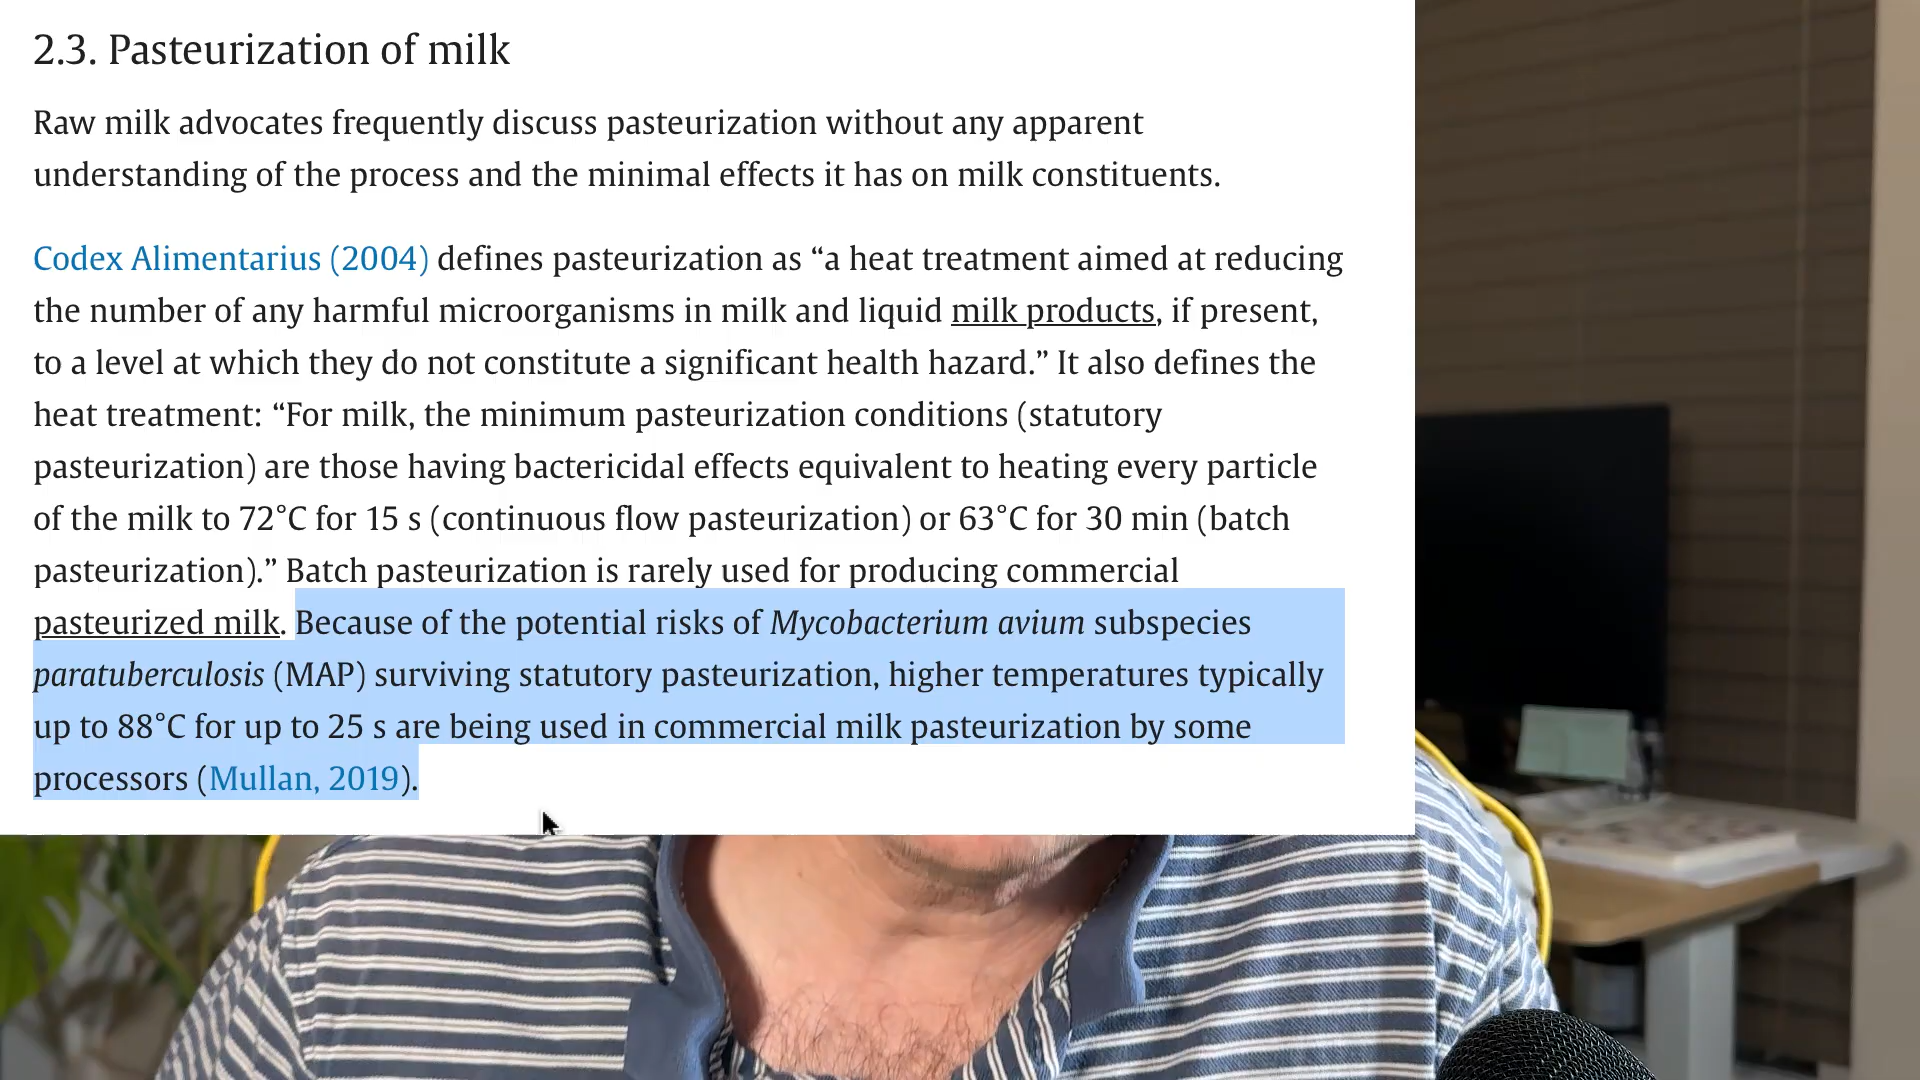 2.3. Pasteurization of milk
Raw milk advocates frequently discuss pasteurization without any apparent
understanding of the process and the minimal effects it has on milk constituents.
Codex Alimentarius (2004) defines pasteurization as “a heat treatment aimed at reducing
the number of any harmful microorganisms in milk and liquid milk products, if present,
to a level at which they do not constitute a significant health hazard.” It also defines the
heat treatment: “For milk, the minimum pasteurization conditions (statutory
pasteurization) are those having bactericidal effects equivalent to heating every particle
of the milk to 72°C for 15 s (continuous flow pasteurization) or 63°C for 30 min (batch
pasteurization).” Batch pasteurization is rarely used for producing commercial
pasteurized milk. Because of the potential risks of Mycobacterium avium subspecies
paratuberculosis (MAP) surviving statutory pasteurization, higher temperatures typically
up to 88°C for up to 25 s are being used in commercial milk pasteurization by some
processors (Mullan, 2019).